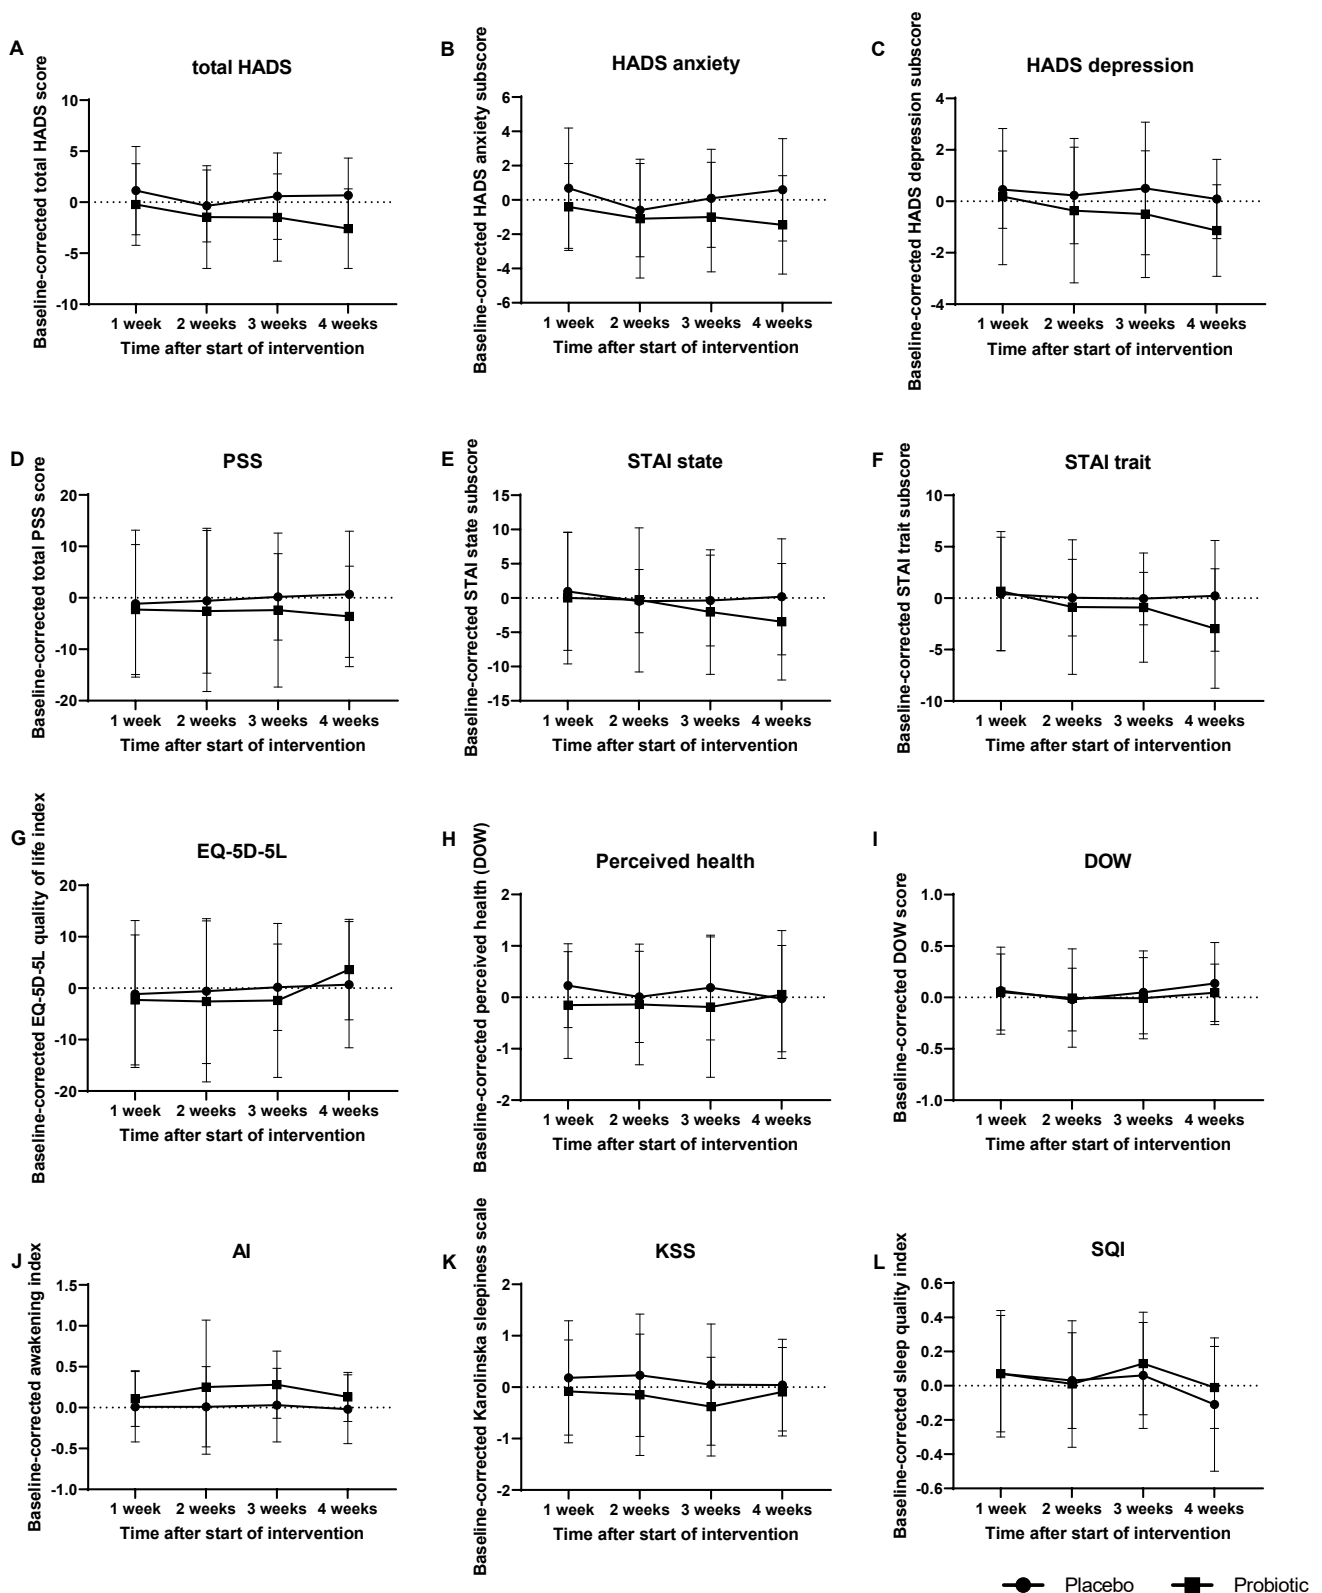 A
total HADS
Baseline-corrected total HADS score
10
5
0
-5
-10
1 week 2 weeks 3 weeks 4 weeks
Time after start of intervention
B
HADS anxiety
Baseline-corrected HADS anxiety subscore
6
4
2
0
-2
-4
-6
1 week 2 weeks 3 weeks 4 weeks
Time after start of intervention
C
HADS depression
Baseline-corrected HADS depression subscore
4
2
0
-2
-4
1 week 2 weeks 3 weeks 4 weeks
Time after start of intervention
D
PSS
Baseline-corrected total PSS score
20
10
0
-10
-20
1 week 2 weeks 3 weeks 4 weeks
Time after start of intervention
E
STAI state
Baseline-corrected STAI state subscore
15
10
5
0
-5
-10
-15
1 week 2 weeks 3 weeks 4 weeks
Time after start of intervention
F
STAI trait
Baseline-corrected STAI trait subscore
10
5
0
-5
-10
1 week 2 weeks 3 weeks 4 weeks
Time after start of intervention
G
EQ-5D-5L
Baseline-corrected EQ-5D-5L quality of life index
20
10
0
-10
-20
1 week 2 weeks 3 weeks 4 weeks
Time after start of intervention
H
Perceived health
Baseline-corrected perceived health (DOW)
2
1
0
-1
-2
1 week 2 weeks 3 weeks 4 weeks
Time after start of intervention
I
DOW
Baseline-corrected DOW score
1.0
0.5
0.0
-0.5
-1.0
1 week 2 weeks 3 weeks 4 weeks
Time after start of intervention
J
AI
Baseline-corrected awakening index
1.5
1.0
0.5
0.0
-0.5
-1.0
1 week 2 weeks 3 weeks 4 weeks
Time after start of intervention
K
KSS
Baseline-corrected Karolinska sleepiness scale
2
1
0
-1
-2
1 week 2 weeks 3 weeks 4 weeks
Time after start of intervention
L
SQI
Baseline-corrected sleep quality index
0.6
0.4
0.2
0.0
-0.2
-0.4
-0.6
1 week 2 weeks 3 weeks 4 weeks
Time after start of intervention
Placebo Probiotic